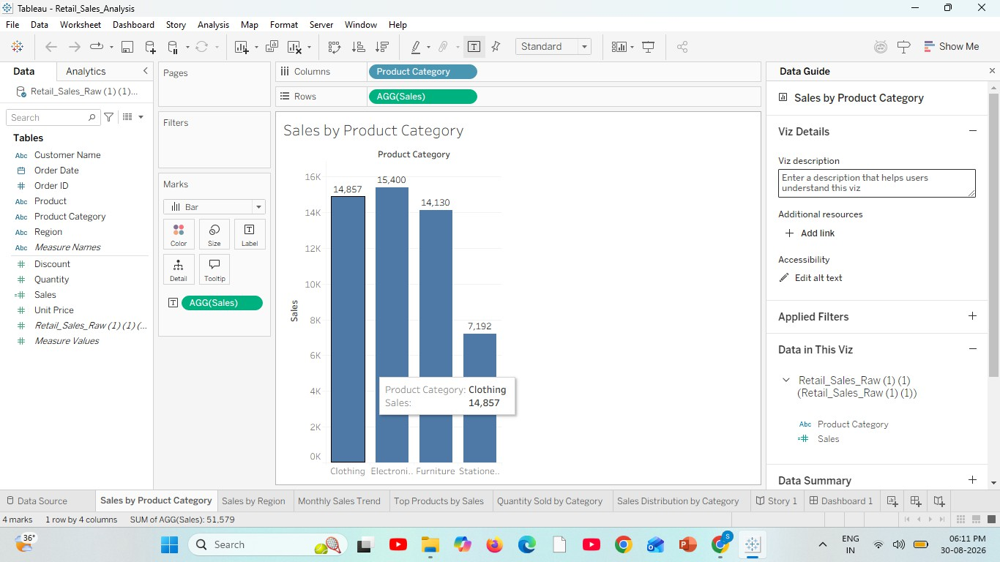 Tableau - Retail_Sales_Analysis
File Data Worksheet Dashboard Story Analysis Map Format Server Window Help
Standard
Show Me
Data Analytics
Retail_Sales_Raw (1) (1)...
Search
Tables
Abc Customer Name
Order Date
# Order ID
Abc Product
Abc Product Category
Abc Region
Abc Measure Names
# Discount
# Quantity
=# Sales
# Unit Price
# Retail_Sales_Raw (1) (1) (...
# Measure Values
Pages
Filters
Marks
Bar
Color Size Label
Detail Tooltip
T AGG(Sales)
Columns Product Category
Rows AGG(Sales)
Sales by Product Category
Product Category
Sales
16K
14K
12K
10K
8K
6K
4K
2K
0K
14,857
15,400
14,130
7,192
Product Category: Clothing
Sales: 14,857
Clothing Electroni.. Furniture Statione..
Data Guide
Sales by Product Category
Viz Details
Viz description
Enter a description that helps users
understand this viz
Additional resources
Add link
Accessibility
Edit alt text
Applied Filters
Data in This Viz
Retail_Sales_Raw (1) (1)
(Retail_Sales_Raw (1) (1))
Abc Product Category
=# Sales
Data Summary
Data Source Sales by Product Category Sales by Region Monthly Sales Trend Top Products by Sales Quantity Sold by Category Sales Distribution by Category Story 1 Dashboard 1
4 marks 1 row by 4 columns SUM of AGG(Sales): 51,579
36°
Search
S
ENG
IN
06:11 PM
30-08-2026